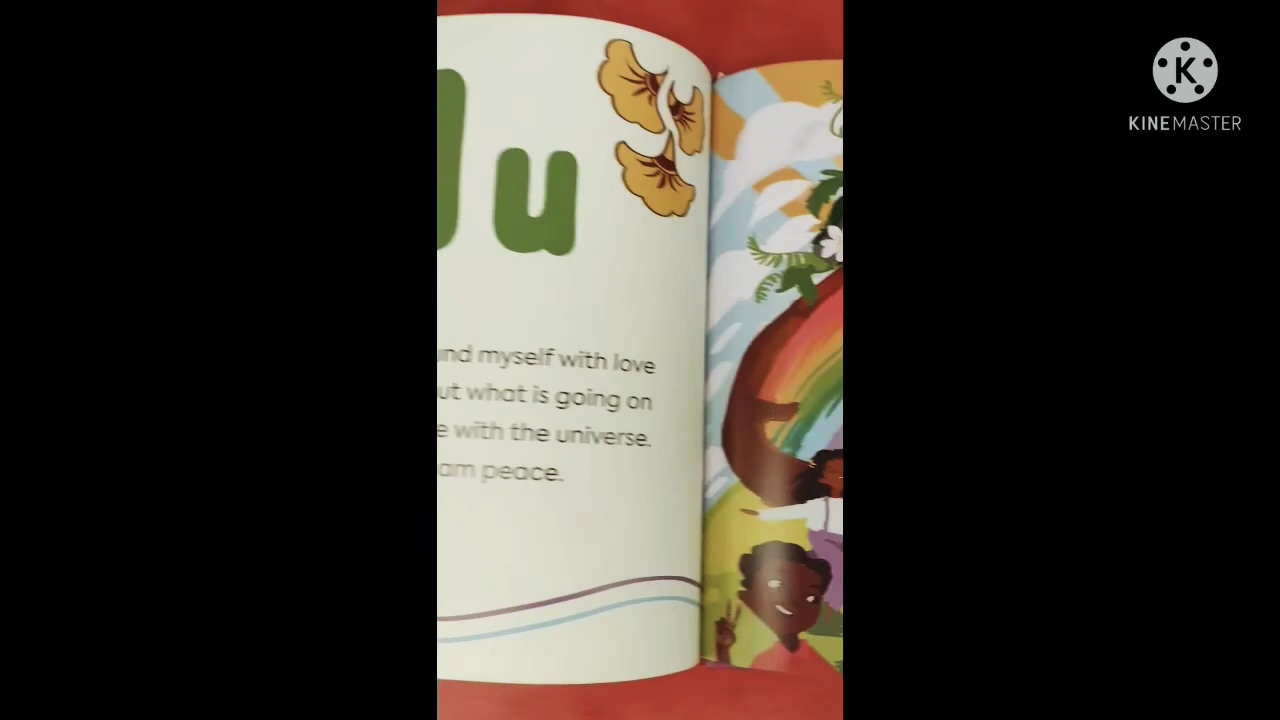 u
und myself with love
ut what is going on
e with the universe.
am peace.
KINEMASTER